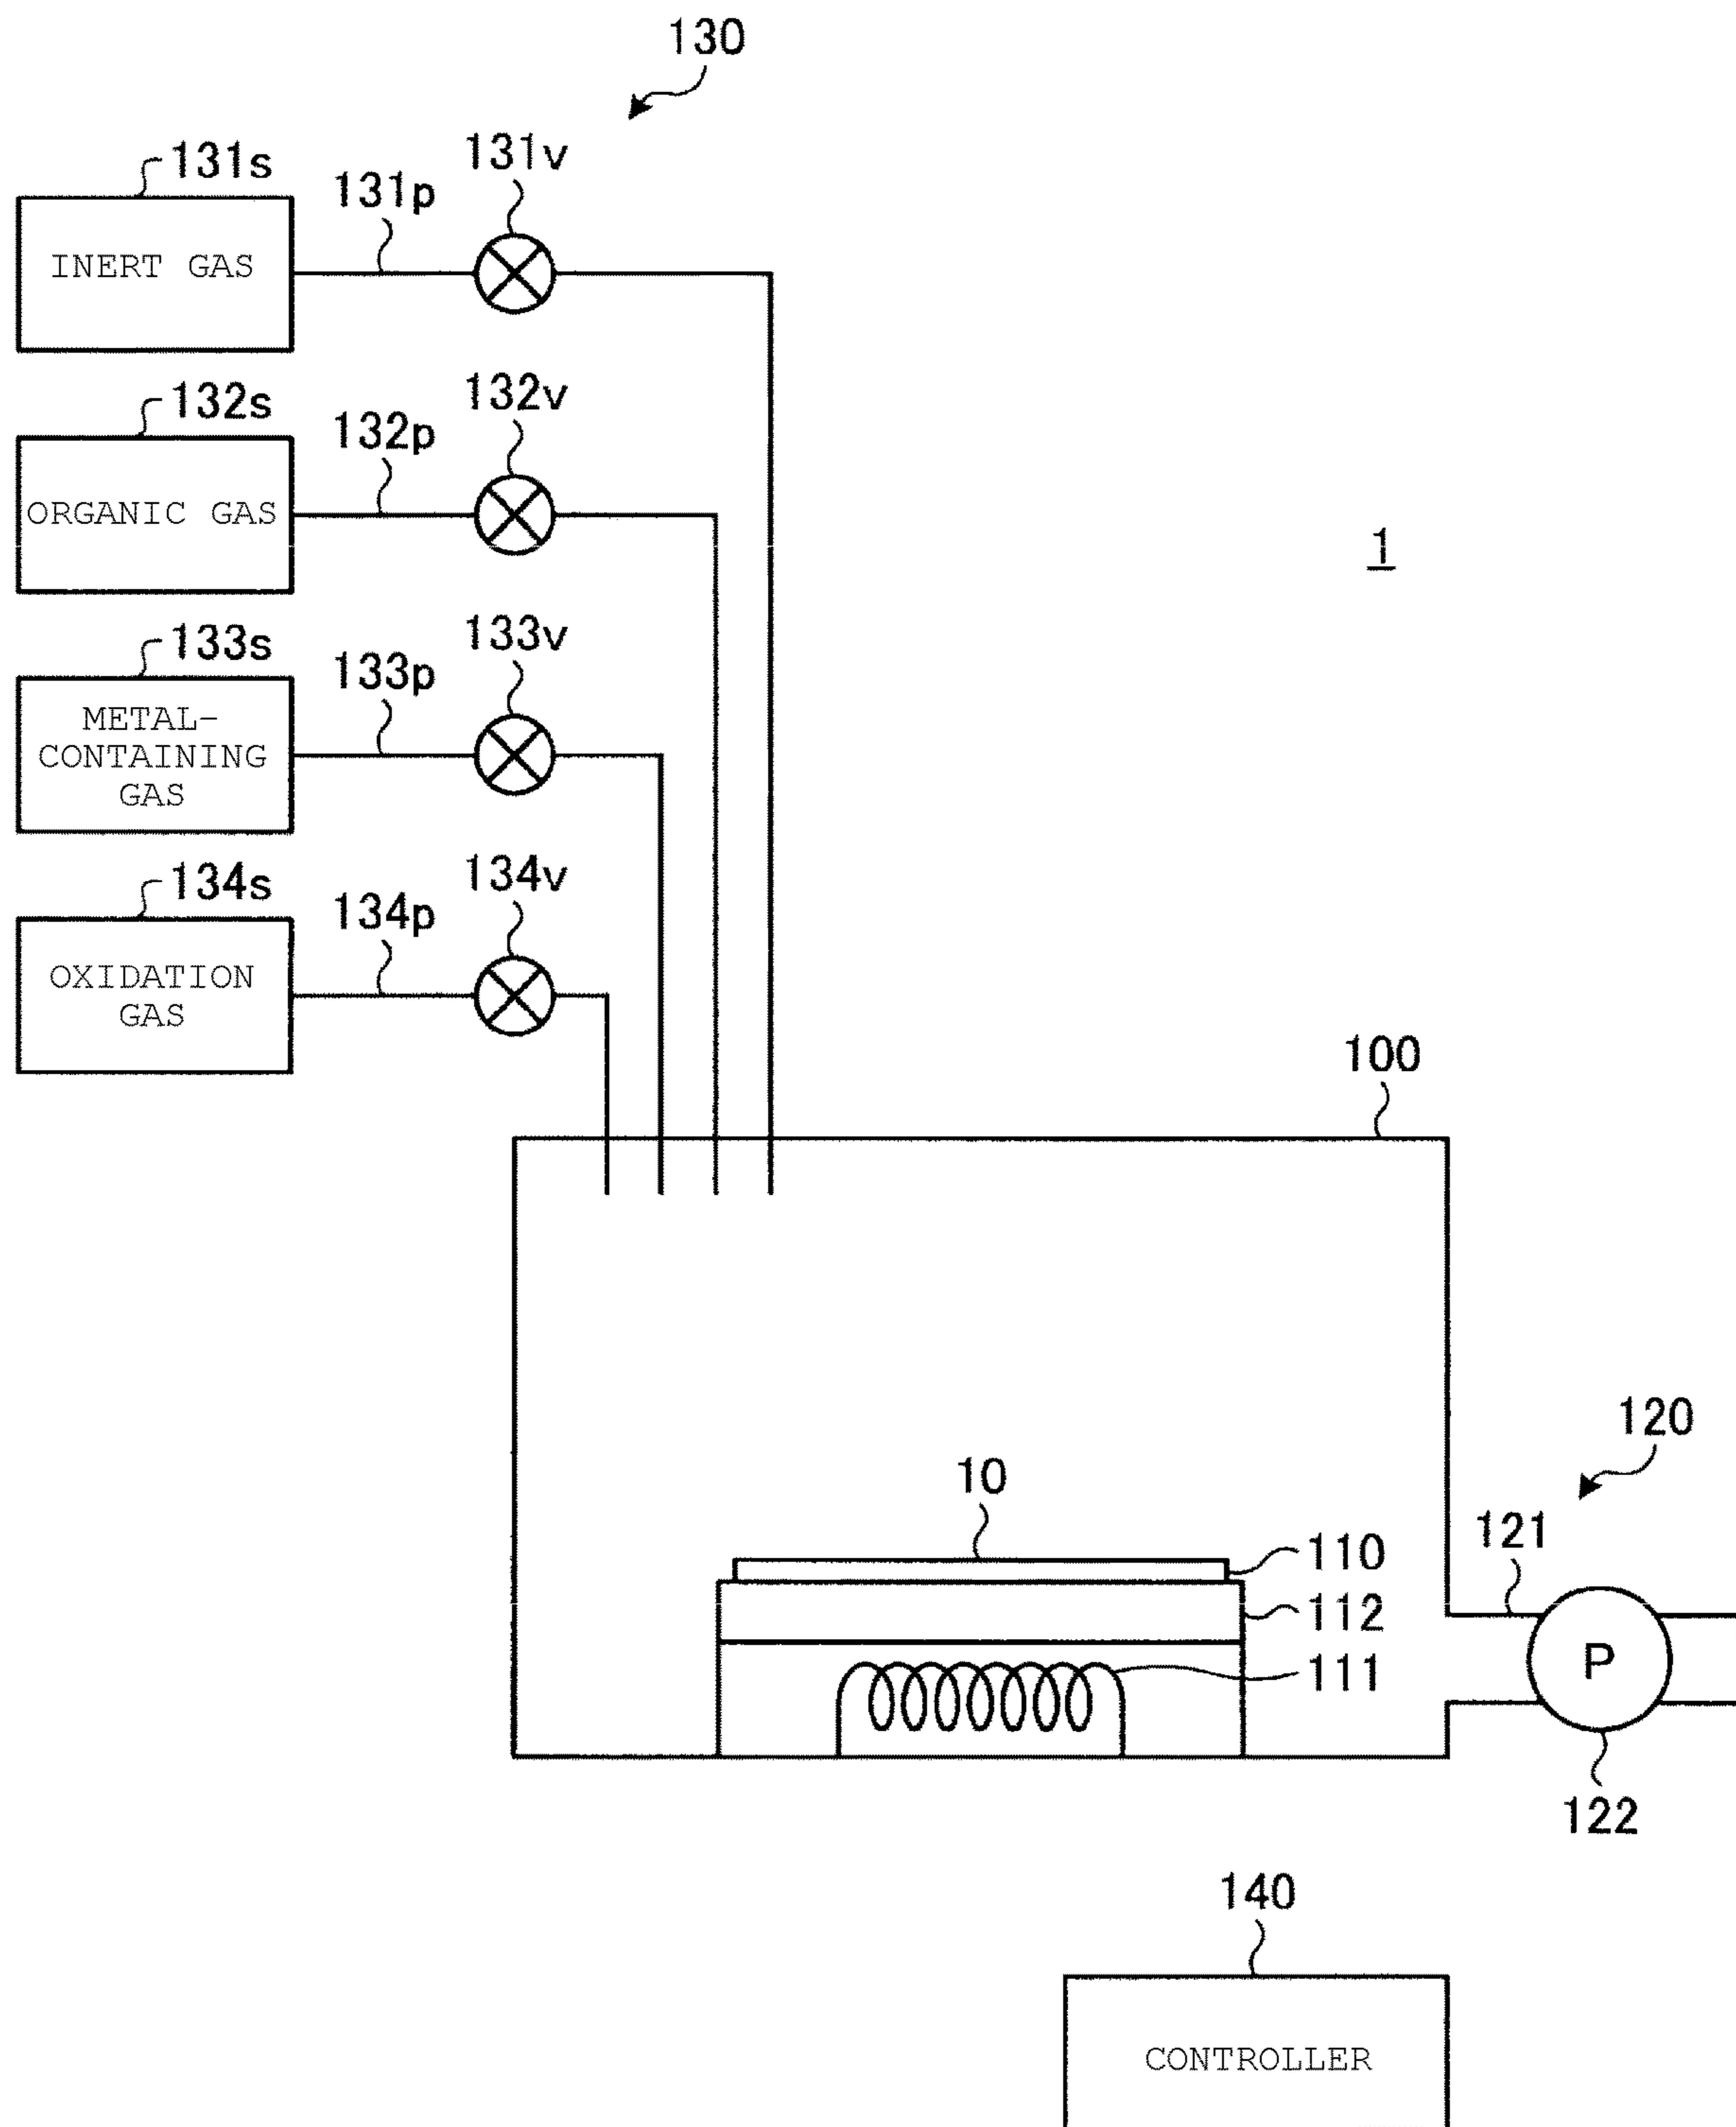 130
131s
131p
131v
INERT GAS
132s
132p
132v
ORGANIC GAS
1
133s
133p
133v
METAL-
CONTAINING
GAS
134s
134p
134v
OXIDATION
GAS
100
120
10
121
110
112
P
111
122
140
CONTROLLER